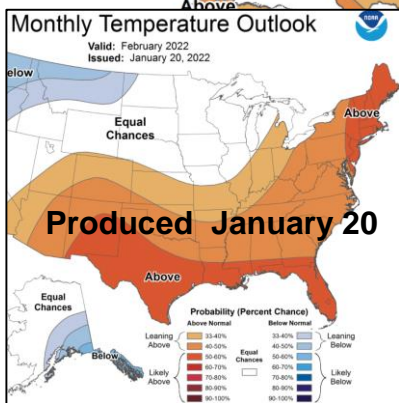 Above
Monthly Temperature Outlook
NOAA
Valid: February 2022
Issued: January 20, 2022
elow
Equal
Chances
Above
Produced January 20
Above
Equal
Chances
Below
Probability (Percent Chance)
Above Normal Below Normal
Leaning
Above
33-40%
40-50%
50-60%
Likely
Above
60-70%
70-80%
80-90%
90-100%
Equal
Chances
33-40%
40-50%
50-60%
Leaning
Below
60-70%
70-80%
80-90%
90-100%
Likely
Below